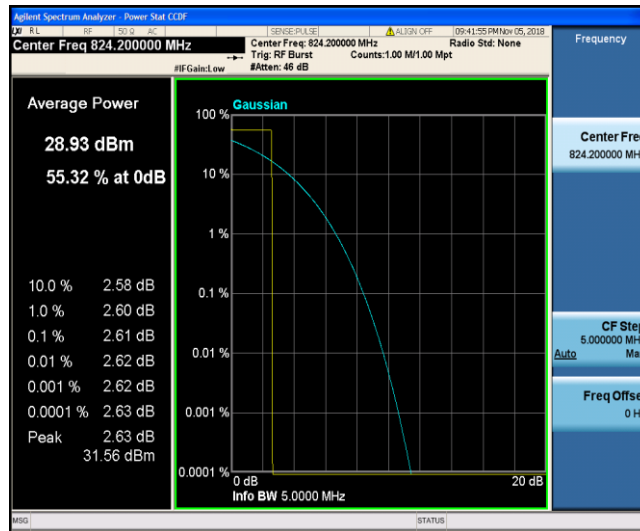 Agilent Spectrum Analyzer - Power Stat CCDF
RL RF 50 Ω AC SENSE:PULSE ALIGN OFF 09:41:55 PM Nov 05, 2018
Center Freq 824.200000 MHz
Center Freq: 824.200000 MHz Radio Std: None
Trig: RF Burst Counts:1.00 M/1.00 Mpt
#IFGain:Low #Atten: 46 dB
Frequency
Average Power
28.93 dBm
55.32 % at 0dB
10.0 % 2.58 dB
1.0 % 2.60 dB
0.1 % 2.61 dB
0.01 % 2.62 dB
0.001 % 2.62 dB
0.0001 % 2.63 dB
Peak 2.63 dB
31.56 dBm
Gaussian
100 %
10 %
1 %
0.1 %
0.01 %
0.001 %
0.0001 %
0 dB 20 dB
Info BW 5.0000 MHz
Center Fre
824.200000 MH
CF Step
5.000000 MH
Auto Ma
Freq Offse
0 H
MSG STATUS